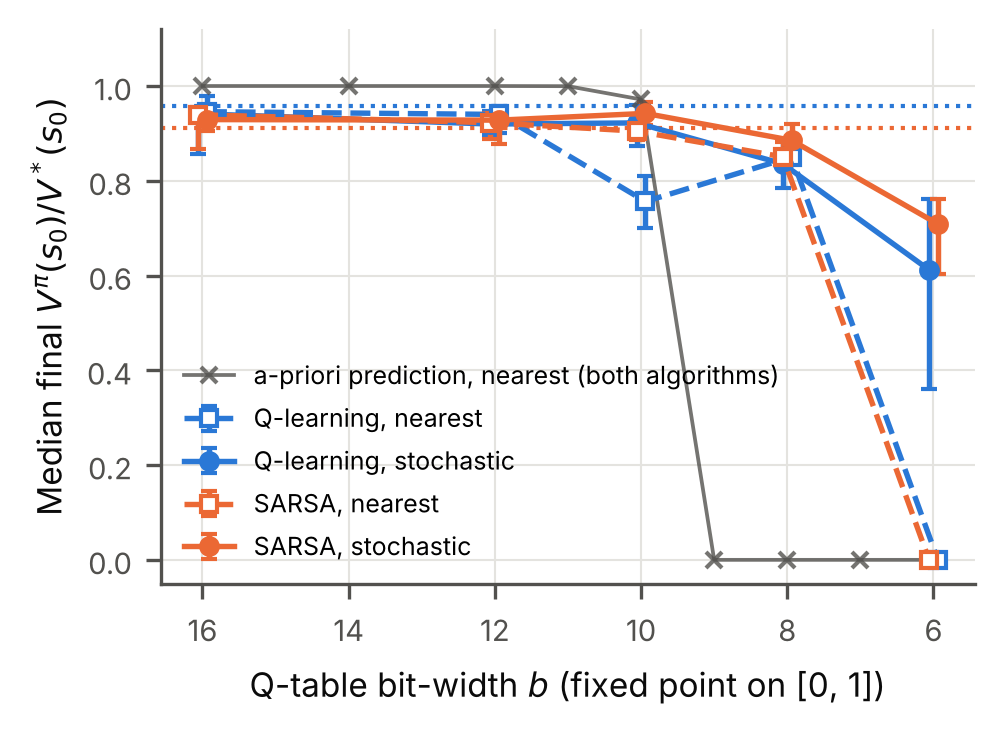 Median final V^π(s₀)/V*(s₀)
1.0
0.8
0.6
0.4
0.2
0.0
a-priori prediction, nearest (both algorithms)
Q-learning, nearest
Q-learning, stochastic
SARSA, nearest
SARSA, stochastic
16 14 12 10 8 6
Q-table bit-width b (fixed point on [0, 1])